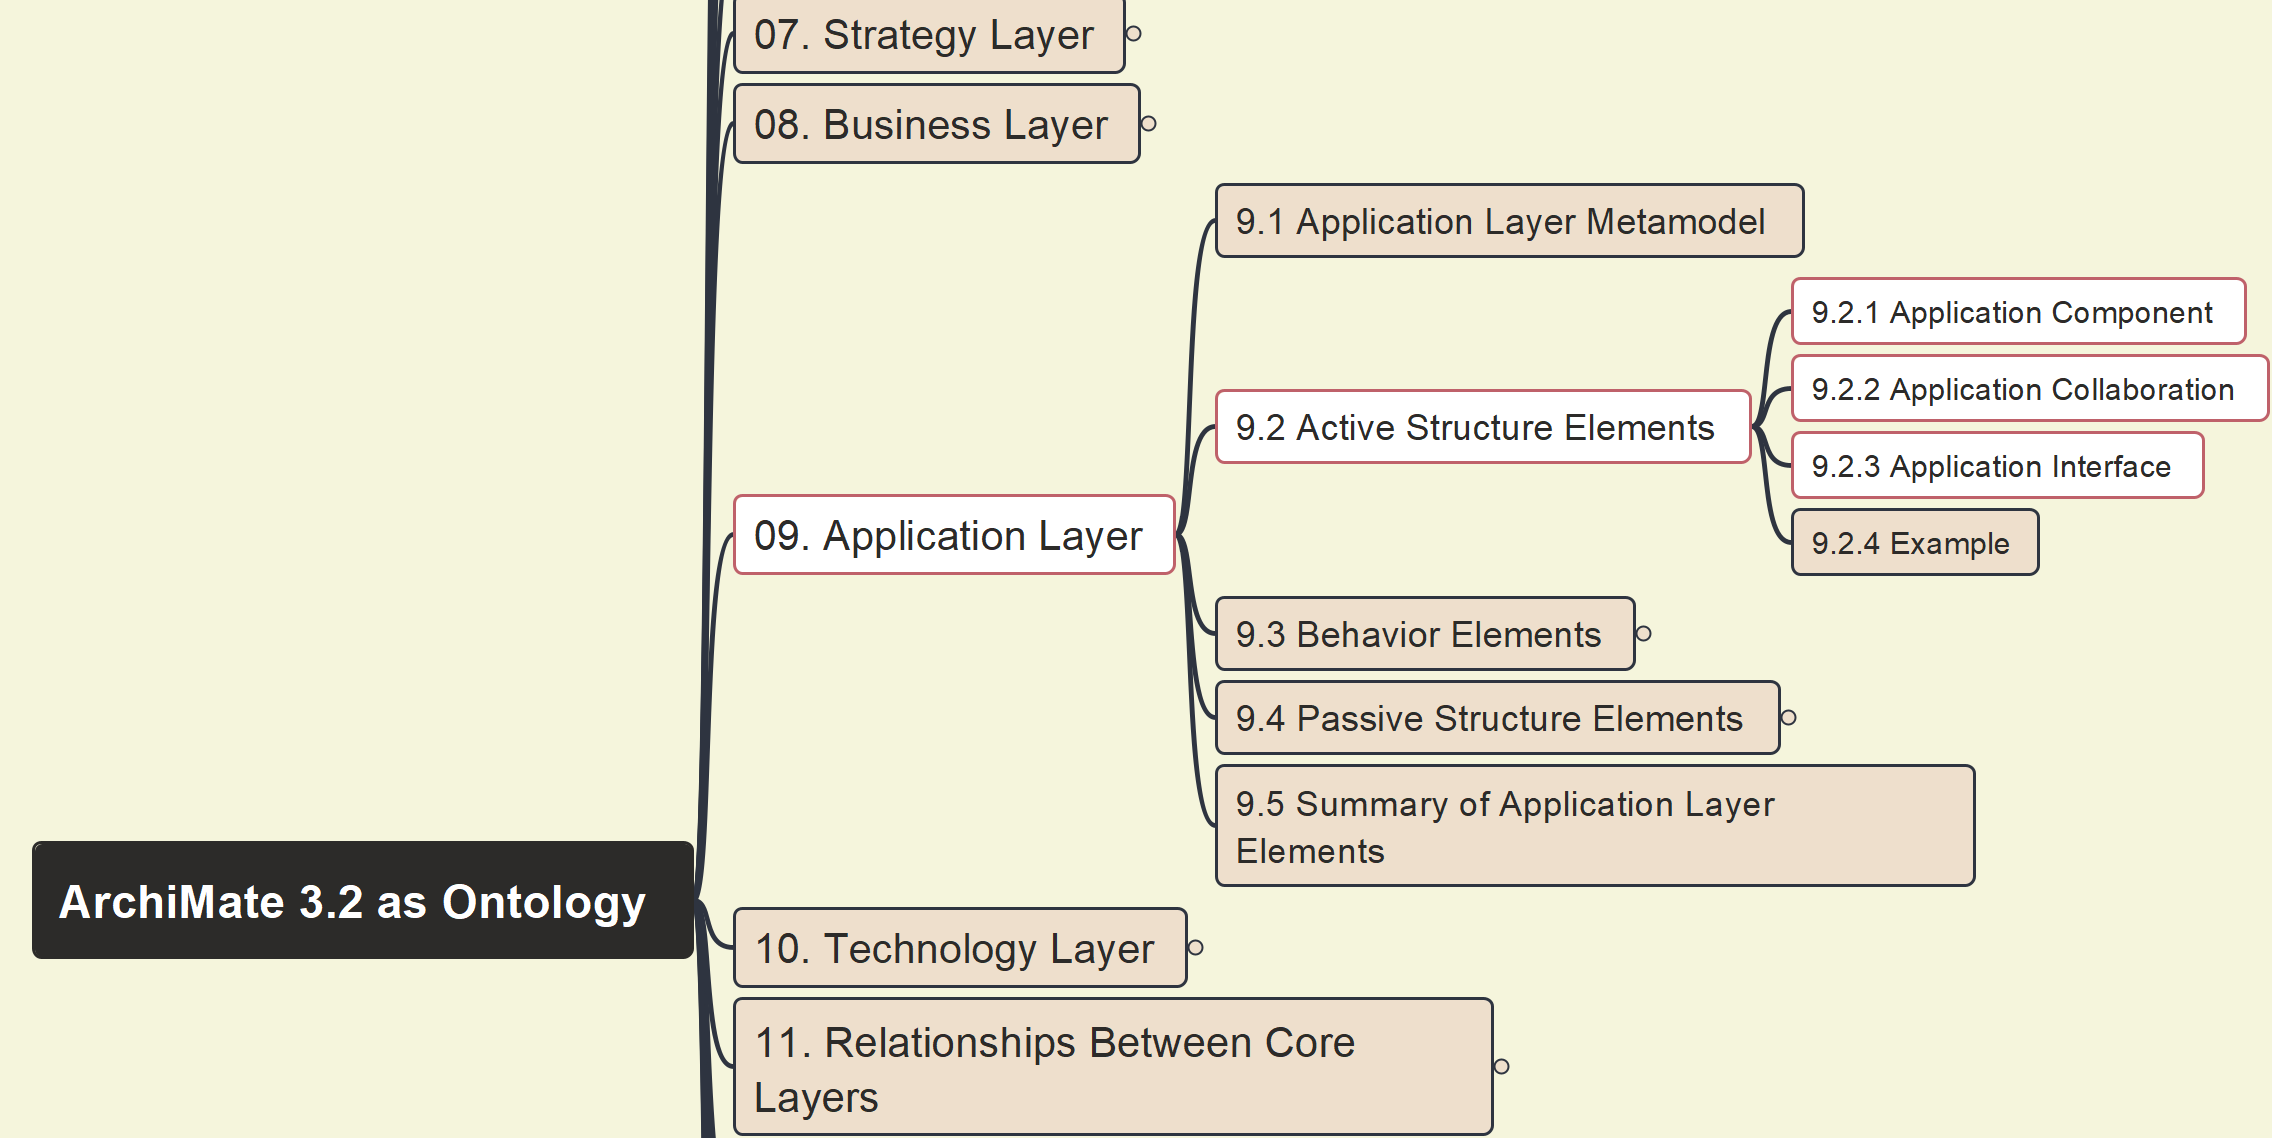 07. Strategy Layer
08. Business Layer
9.1 Application Layer Metamodel
9.2.1 Application Component
9.2.2 Application Collaboration
9.2 Active Structure Elements
9.2.3 Application Interface
9.2.4 Example
09. Application Layer
9.3 Behavior Elements
9.4 Passive Structure Elements
9.5 Summary of Application Layer
Elements
ArchiMate 3.2 as Ontology
10. Technology Layer
11. Relationships Between Core
Layers